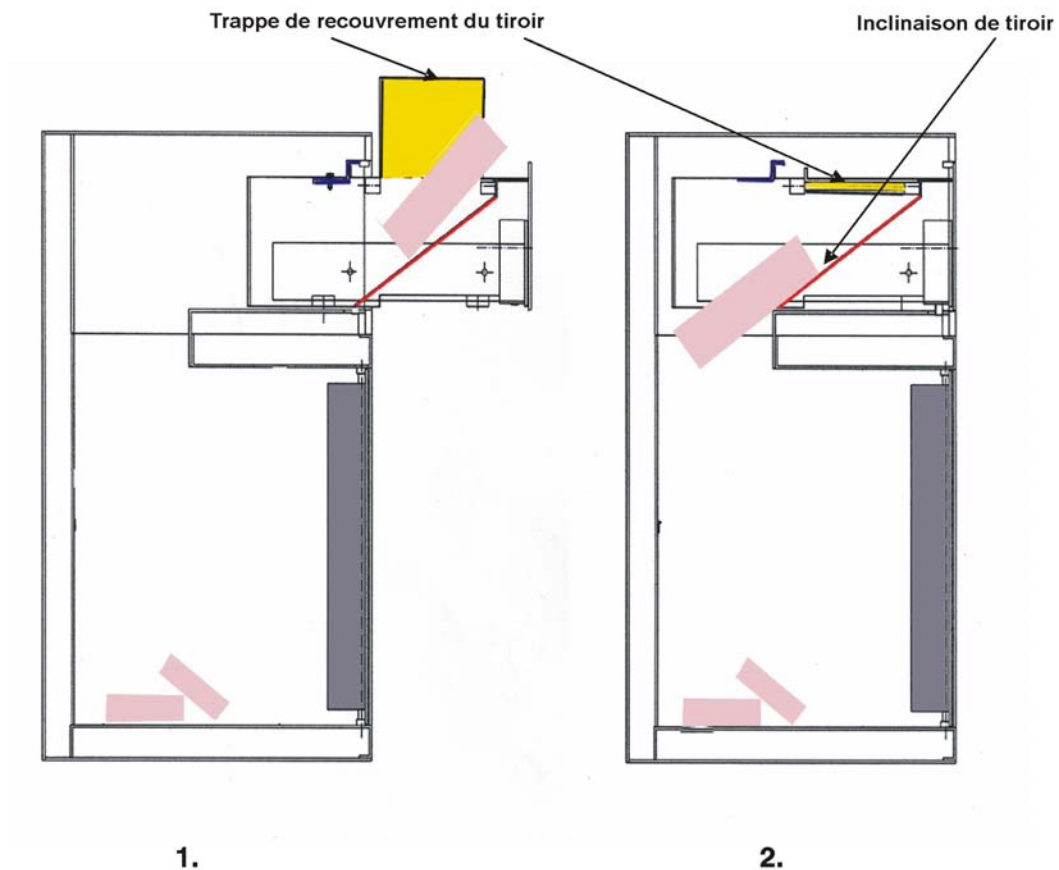 Trappe de recouvrement du tiroir
Inclinaison de tiroir
1.
2.